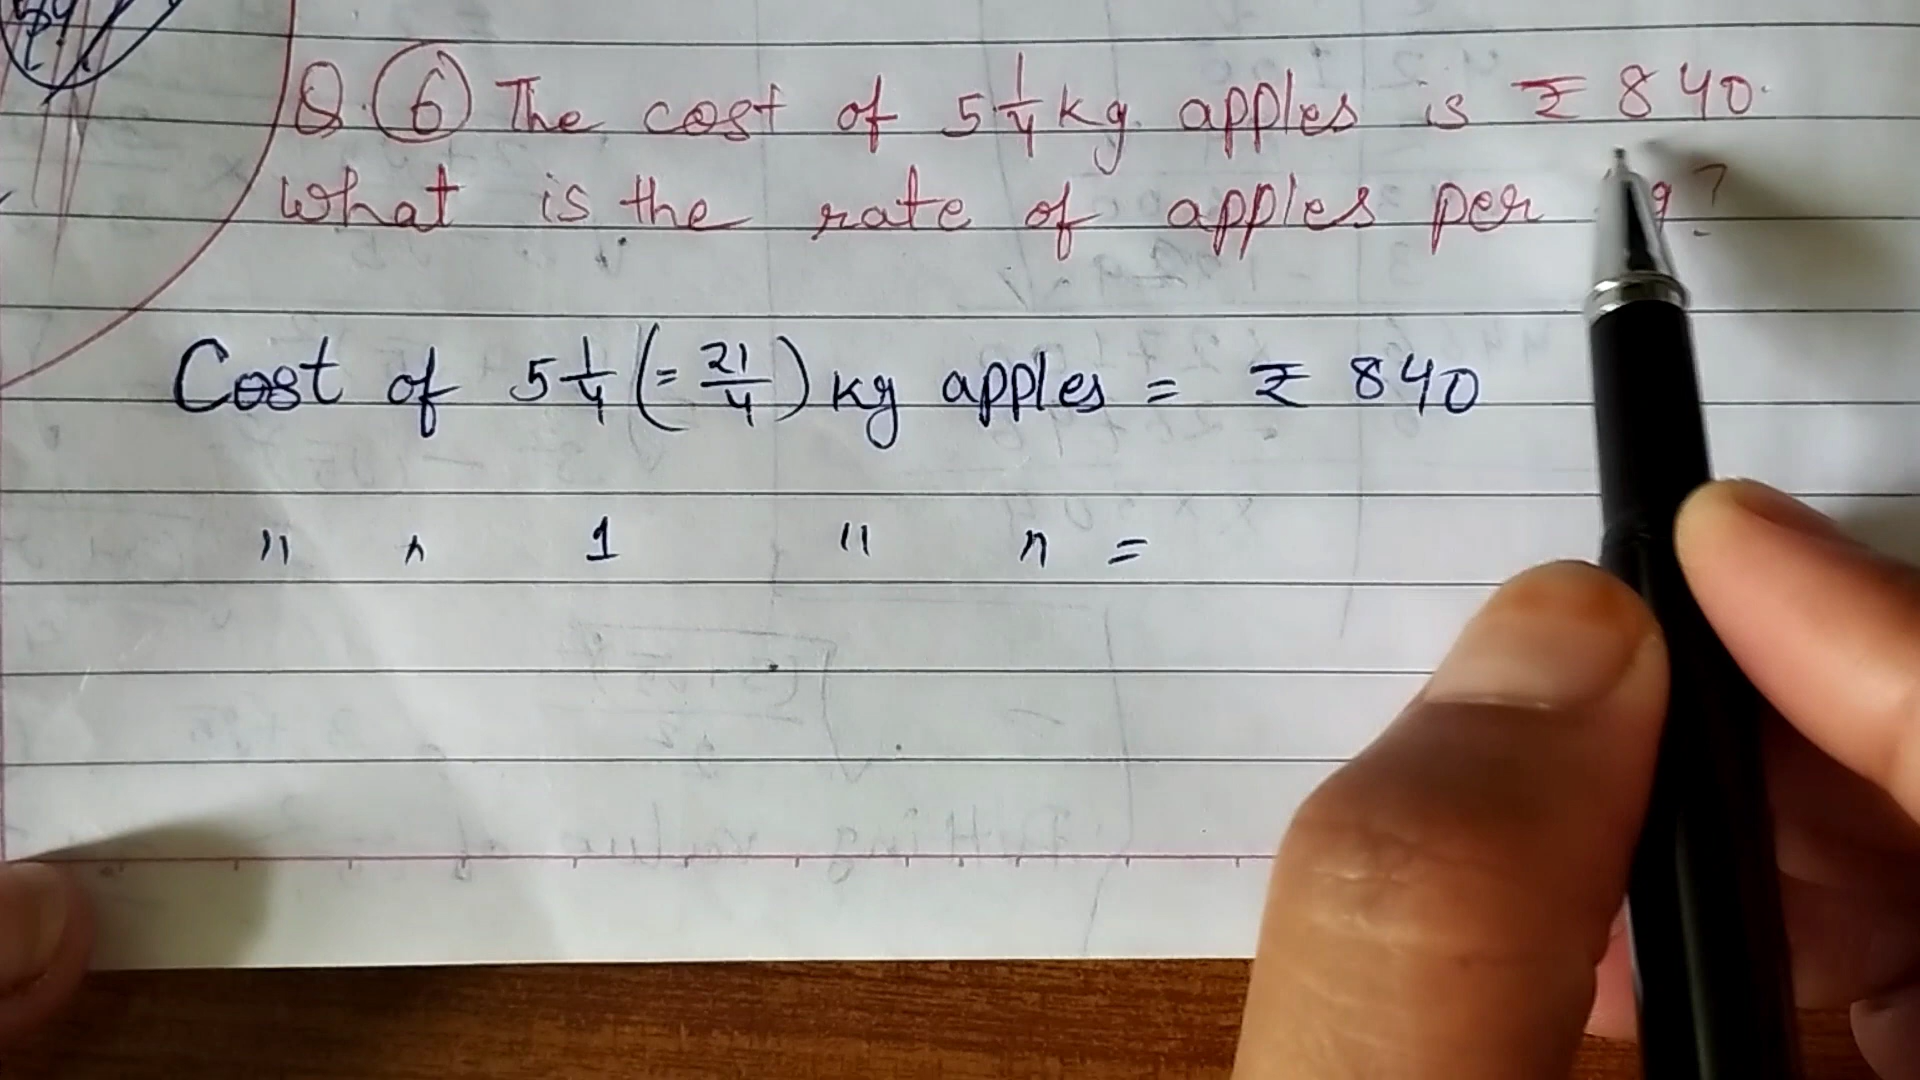 Q.⑥ The cost of 5 1/4 kg. apples is ₹ 840.
What is the rate of apples per ?
Cost of 5 1/4 (= 21/4) kg apples = ₹ 840
" " 1 " " =